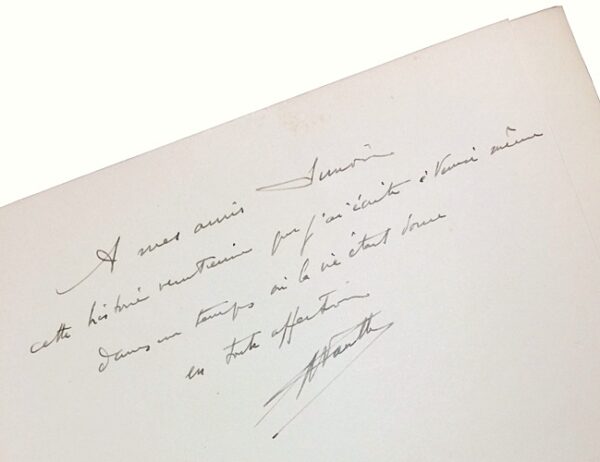 A mes amis
cette histoire vénitienne que j'ai écrite à Venise même
dans un temps où la vie était douce
en toute affection